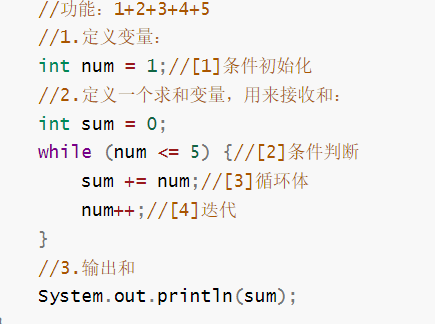 //功能：1+2+3+4+5
//1.定义变量：
int num = 1;//[1]条件初始化
//2.定义一个求和变量，用来接收和：
int sum = 0;
while (num <= 5) {//[2]条件判断
    sum += num;//[3]循环体
    num++;//[4]迭代
}
//3.输出和
System.out.println(sum);